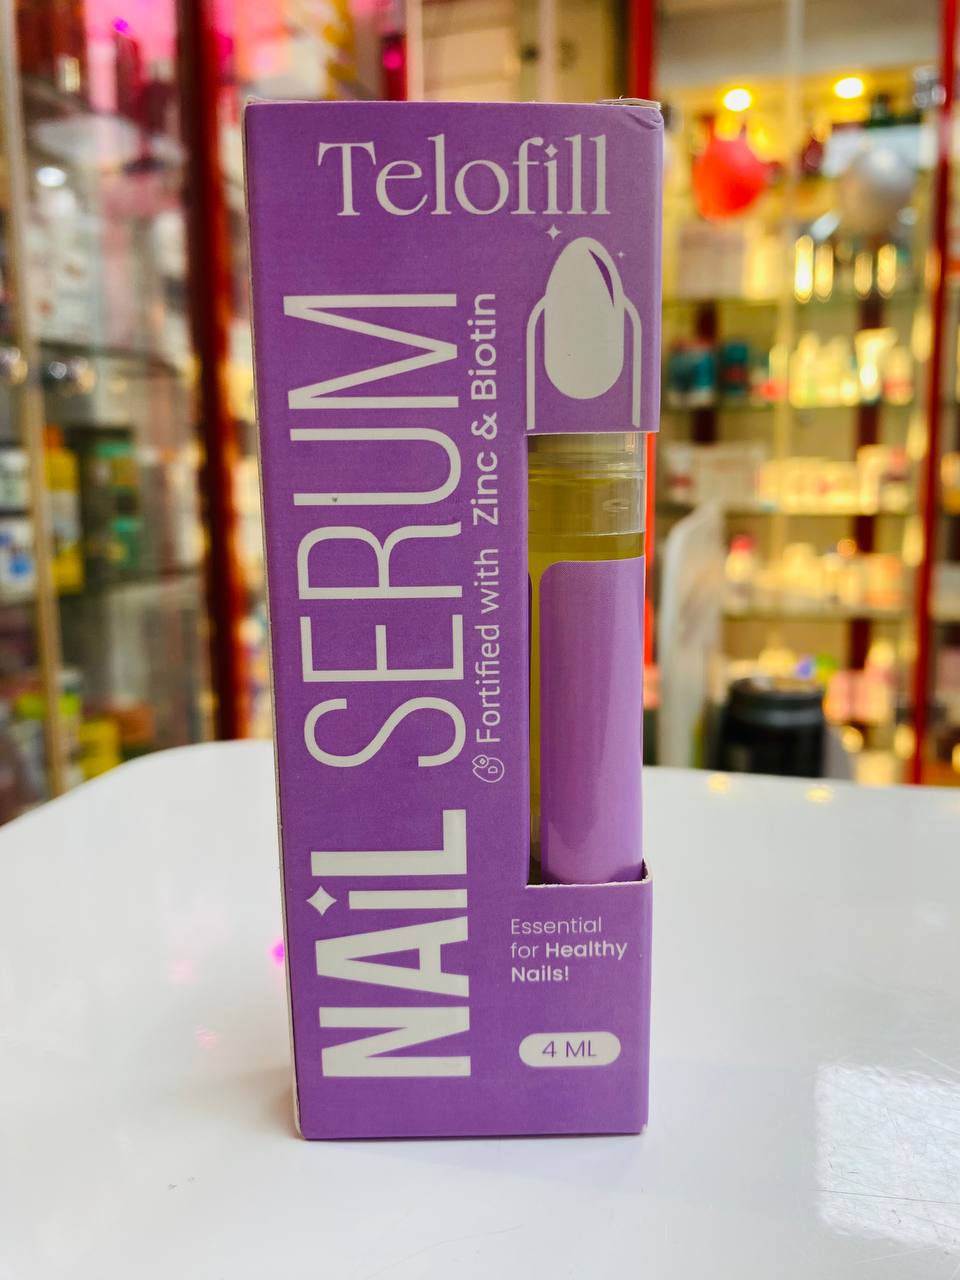 Telofill
NAiL SERUM
Fortified with Zinc & Biotin
Essential
for Healthy
Nails!
4 ML